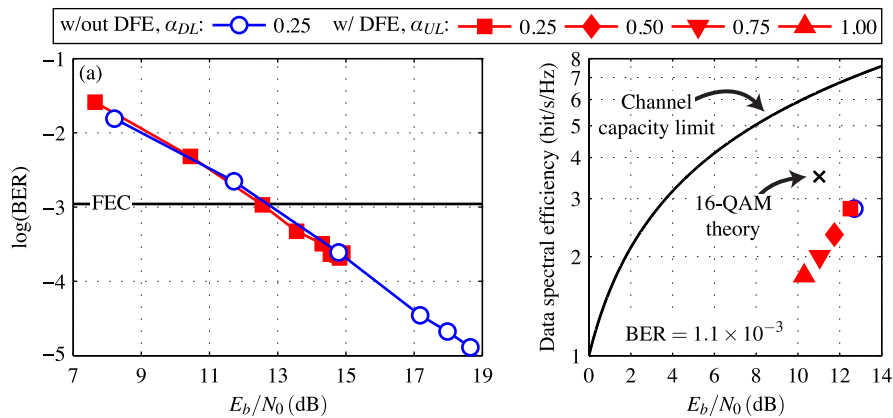 w/out DFE, α_DL: 0.25 w/ DFE, α_UL: 0.25 0.50 0.75 1.00
(a)
log(BER)
−1
−2
−3
−4
−5
FEC
7 9 11 13 15 17 19
E_b/N_0 (dB)
Data spectral efficiency (bit/s/Hz)
8
7
6
5
4
3
2
1
Channel
capacity limit
16-QAM
theory
BER = 1.1 × 10⁻³
0 2 4 6 8 10 12 14
E_b/N_0 (dB)